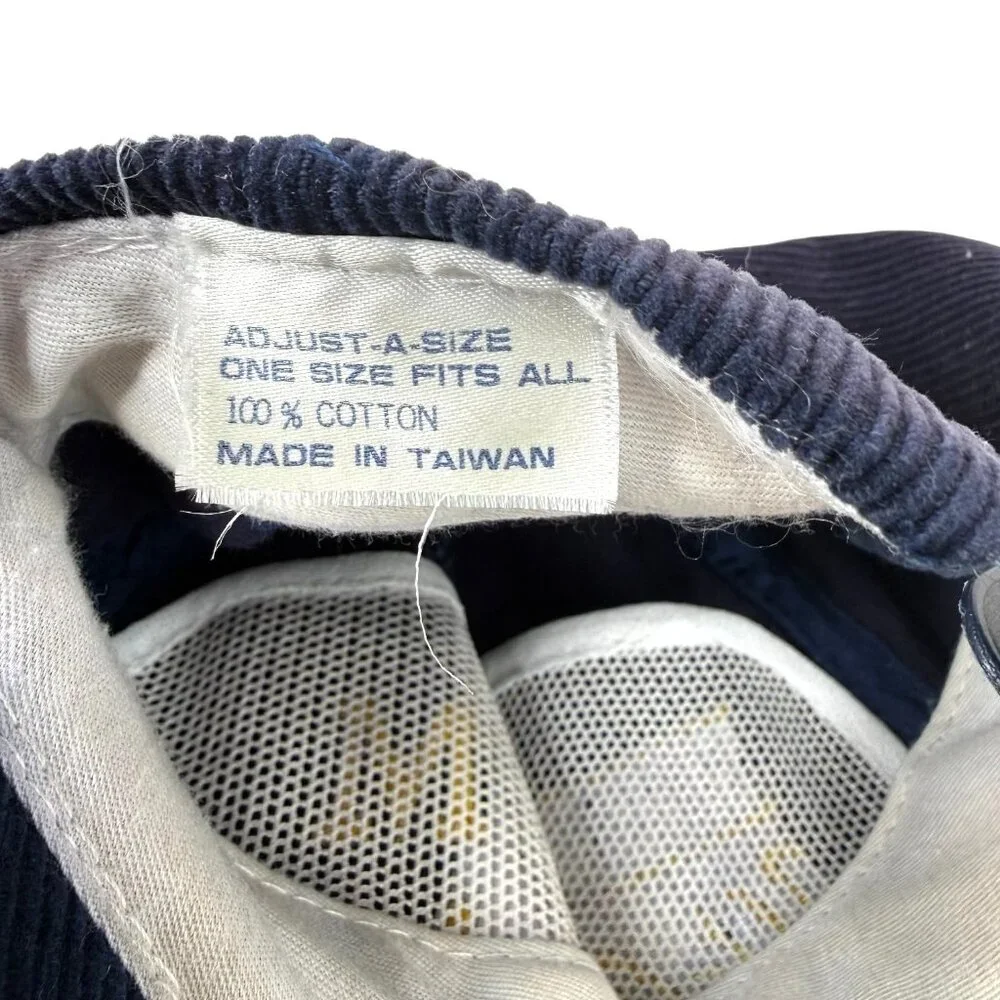 ADJUST-A-SIZE
ONE SIZE FITS ALL
100% COTTON
MADE IN TAIWAN